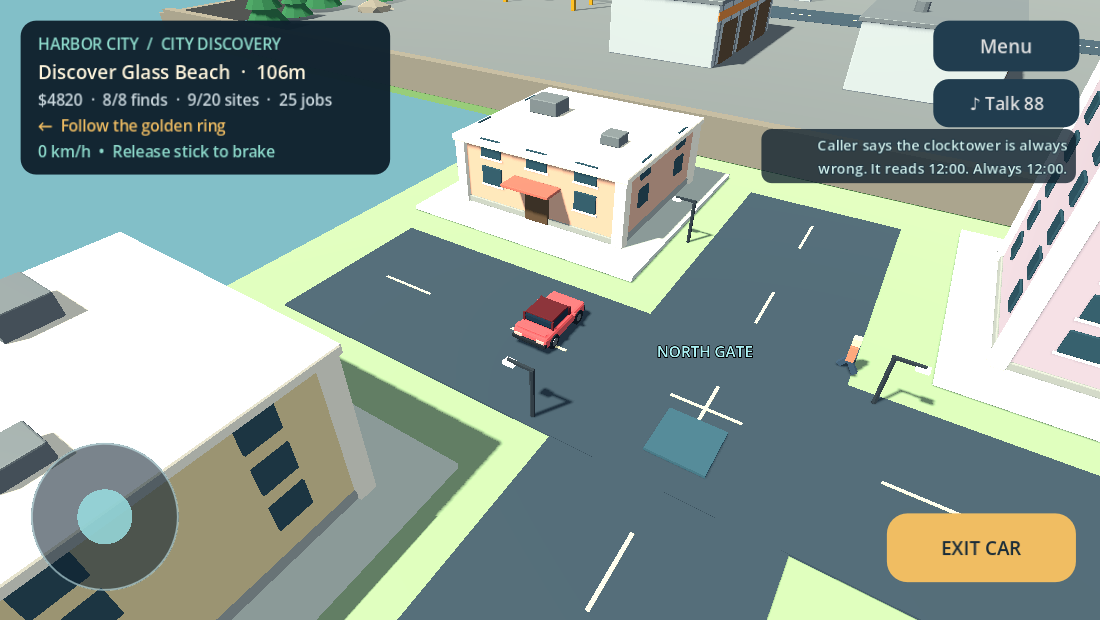 HARBOR CITY / CITY DISCOVERY
Discover Glass Beach · 106m
$4820 · 8/8 finds · 9/20 sites · 25 jobs
← Follow the golden ring
0 km/h • Release stick to brake
Menu
♪ Talk 88
Caller says the clocktower is always
wrong. It reads 12:00. Always 12:00.
NORTH GATE
EXIT CAR